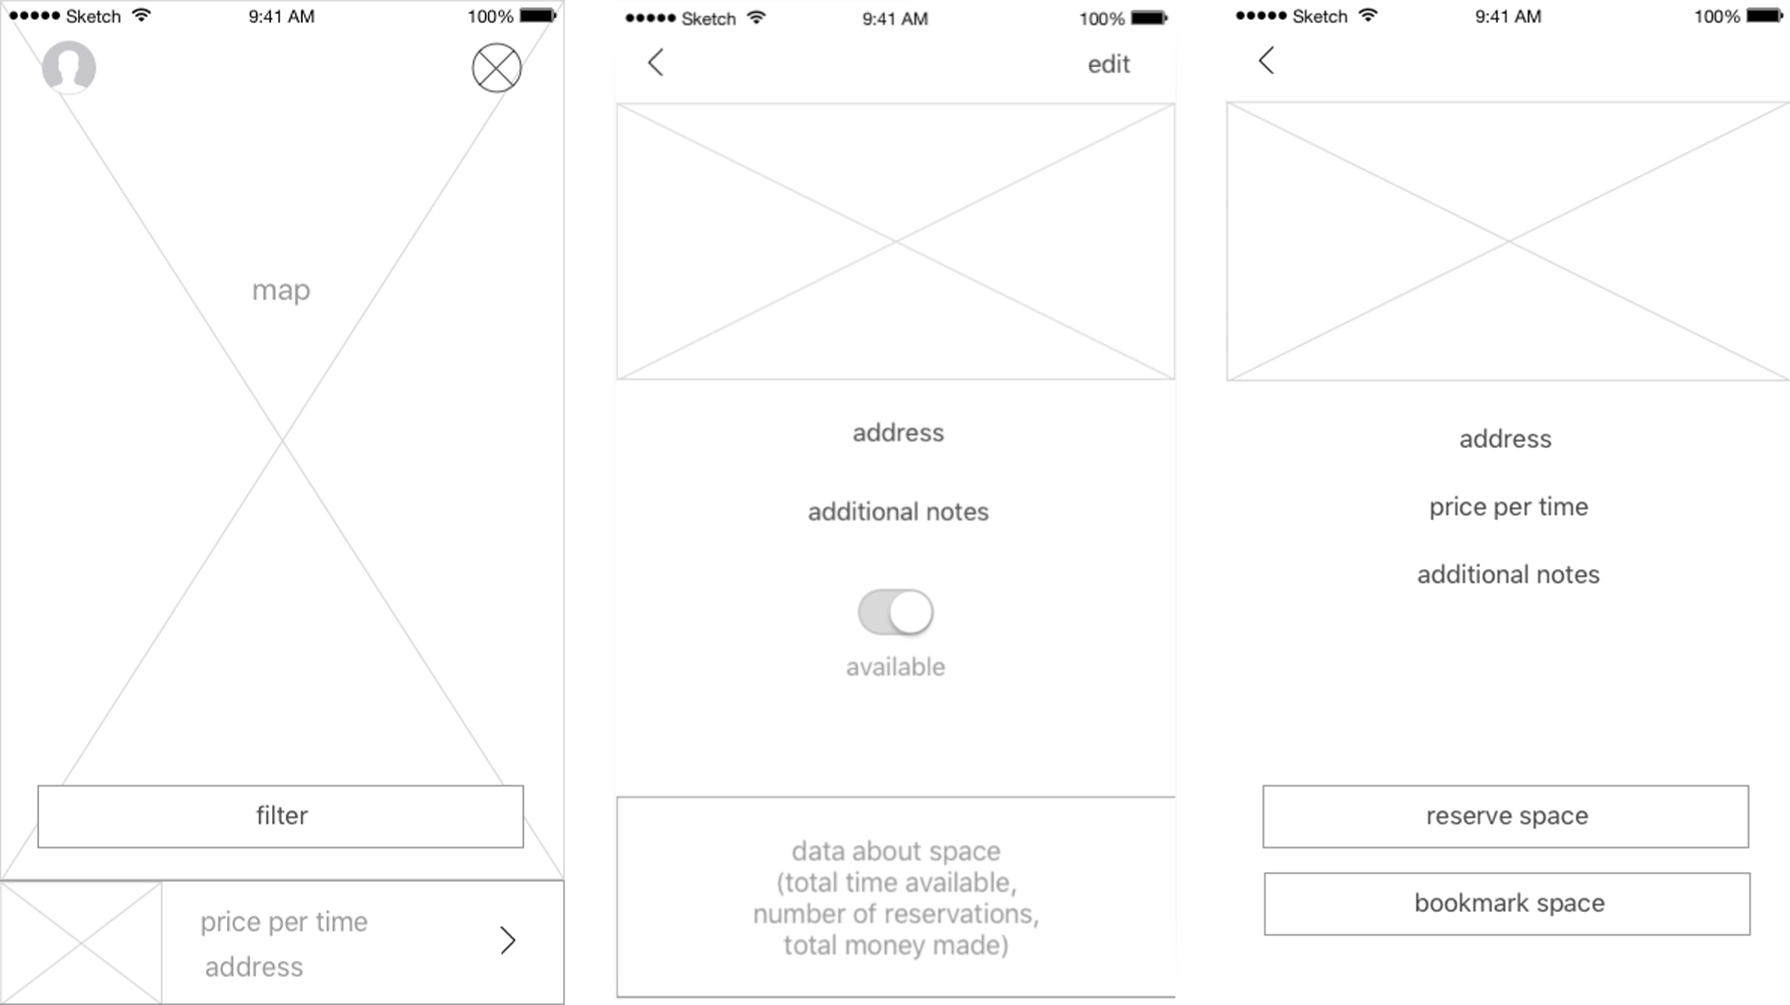 Sketch 9:41 AM 100%
map
filter
price per time
address
Sketch 9:41 AM 100%
edit
address
additional notes
available
data about space
(total time available,
number of reservations,
total money made)
Sketch 9:41 AM 100%
address
price per time
additional notes
reserve space
bookmark space